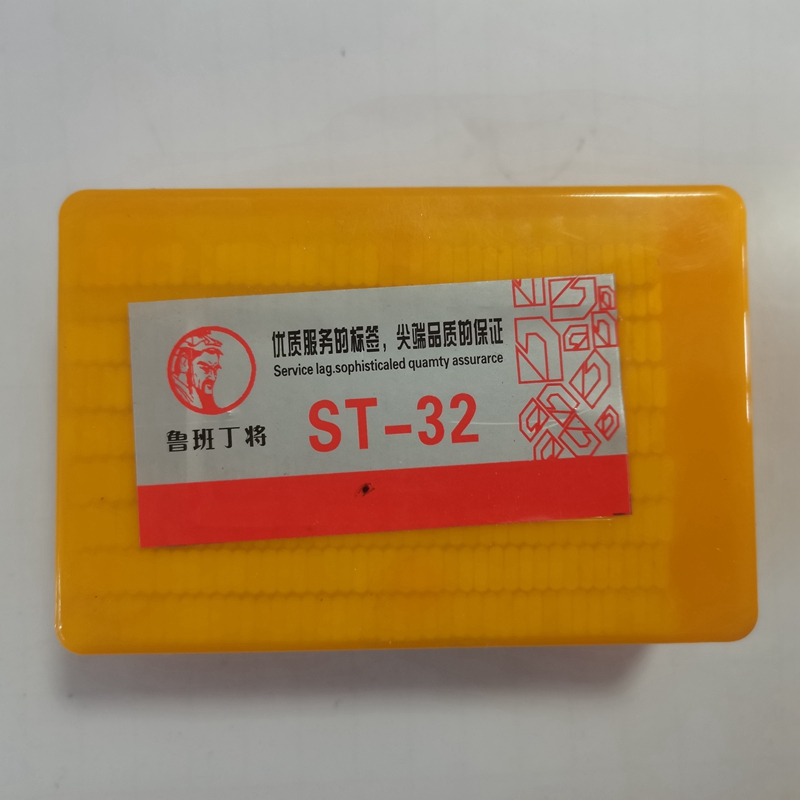 优质服务的标签，尖端品质的保证
Service lag.sophisticaled quamty assurarce
鲁班丁将
ST-32